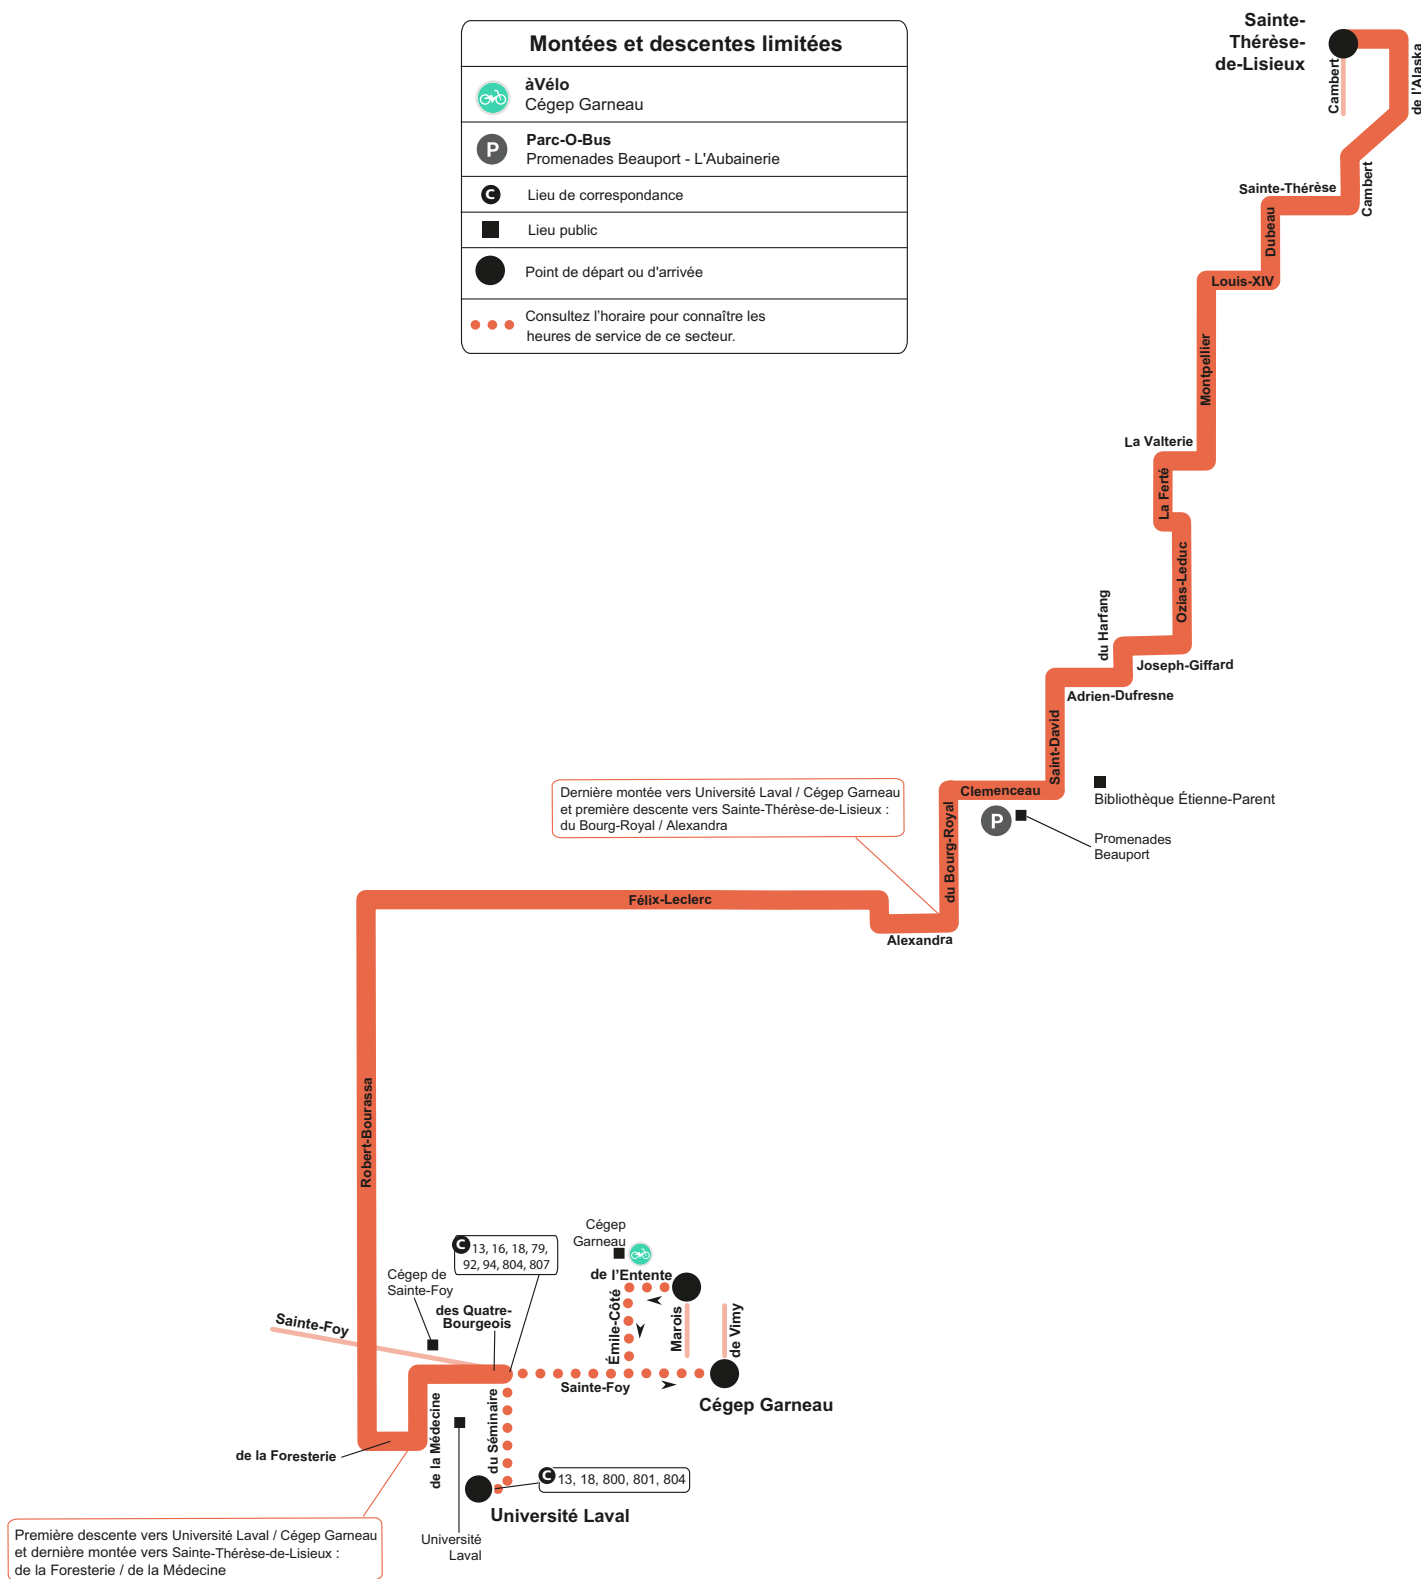 Montées et descentes limitées
àVélo
Cégep Garneau
P
Parc-O-Bus
Promenades Beauport - L'Aubainerie
C
Lieu de correspondance
Lieu public
Point de départ ou d'arrivée
Consultez l'horaire pour connaître les
heures de service de ce secteur.
Sainte-
Thérèse-
de-Lisieux
Cambert
de l'Alaska
Cambert
Sainte-Thérèse
Dubeau
Louis-XIV
Montpellier
La Valterie
La Ferté
Ozias-Leduc
du Harfang
Joseph-Giffard
Adrien-Dufresne
Saint-David
Clemenceau
P
Bibliothèque Étienne-Parent
Promenades
Beauport
Dernière montée vers Université Laval / Cégep Garneau
et première descente vers Sainte-Thérèse-de-Lisieux :
du Bourg-Royal / Alexandra
du Bourg-Royal
Félix-Leclerc
Alexandra
Robert-Bourassa
Cégep
Garneau
C 13, 16, 18, 79,
92, 94, 804, 807
de l'Entente
Cégep de
Sainte-Foy
des Quatre-
Bourgeois
Sainte-Foy
Émile-Côté
Marois
de Vimy
Sainte-Foy
Cégep Garneau
de la Médecine
du Séminaire
de la Foresterie
C 13, 18, 800, 801, 804
Université Laval
Université
Laval
Première descente vers Université Laval / Cégep Garneau
et dernière montée vers Sainte-Thérèse-de-Lisieux :
de la Foresterie / de la Médecine